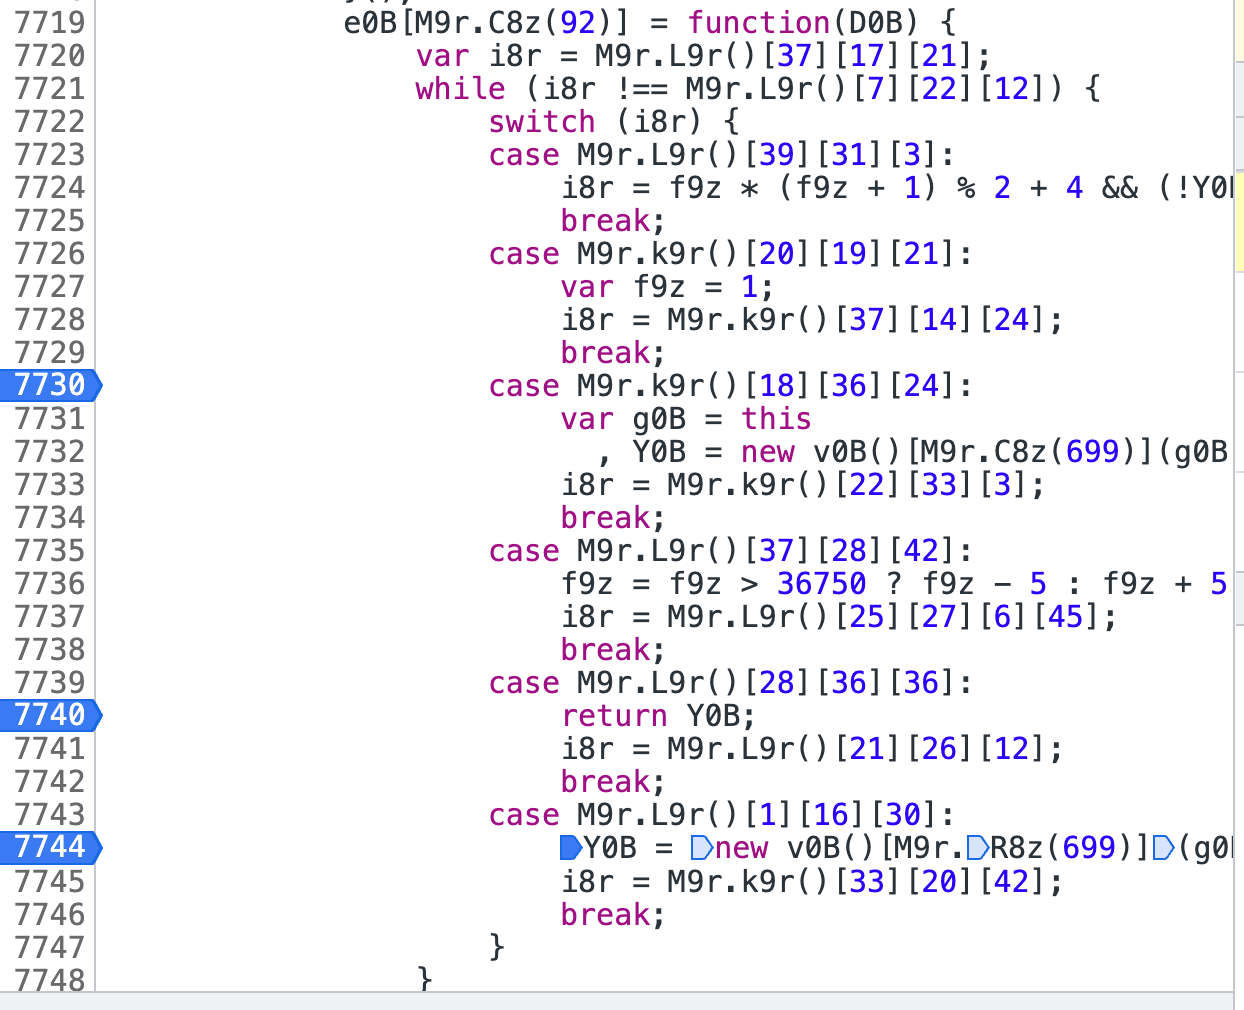 7719 e0B[M9r.C8z(92)] = function(D0B) {
7720 var i8r = M9r.L9r()[37][17][21];
7721 while (i8r !== M9r.L9r()[7][22][12]) {
7722 switch (i8r) {
7723 case M9r.L9r()[39][31][3]:
7724 i8r = f9z * (f9z + 1) % 2 + 4 && (!Y0
7725 break;
7726 case M9r.k9r()[20][19][21]:
7727 var f9z = 1;
7728 i8r = M9r.k9r()[37][14][24];
7729 break;
7730 case M9r.k9r()[18][36][24]:
7731 var g0B = this
7732 , Y0B = new v0B()[M9r.C8z(699)](g0B
7733 i8r = M9r.k9r()[22][33][3];
7734 break;
7735 case M9r.L9r()[37][28][42]:
7736 f9z = f9z > 36750 ? f9z - 5 : f9z + 5
7737 i8r = M9r.L9r()[25][27][6][45];
7738 break;
7739 case M9r.L9r()[28][36][36]:
7740 return Y0B;
7741 i8r = M9r.L9r()[21][26][12];
7742 break;
7743 case M9r.L9r()[1][16][30]:
7744 Y0B = new v0B()[M9r.R8z(699)](g0
7745 i8r = M9r.k9r()[33][20][42];
7746 break;
7747 }
7748 }